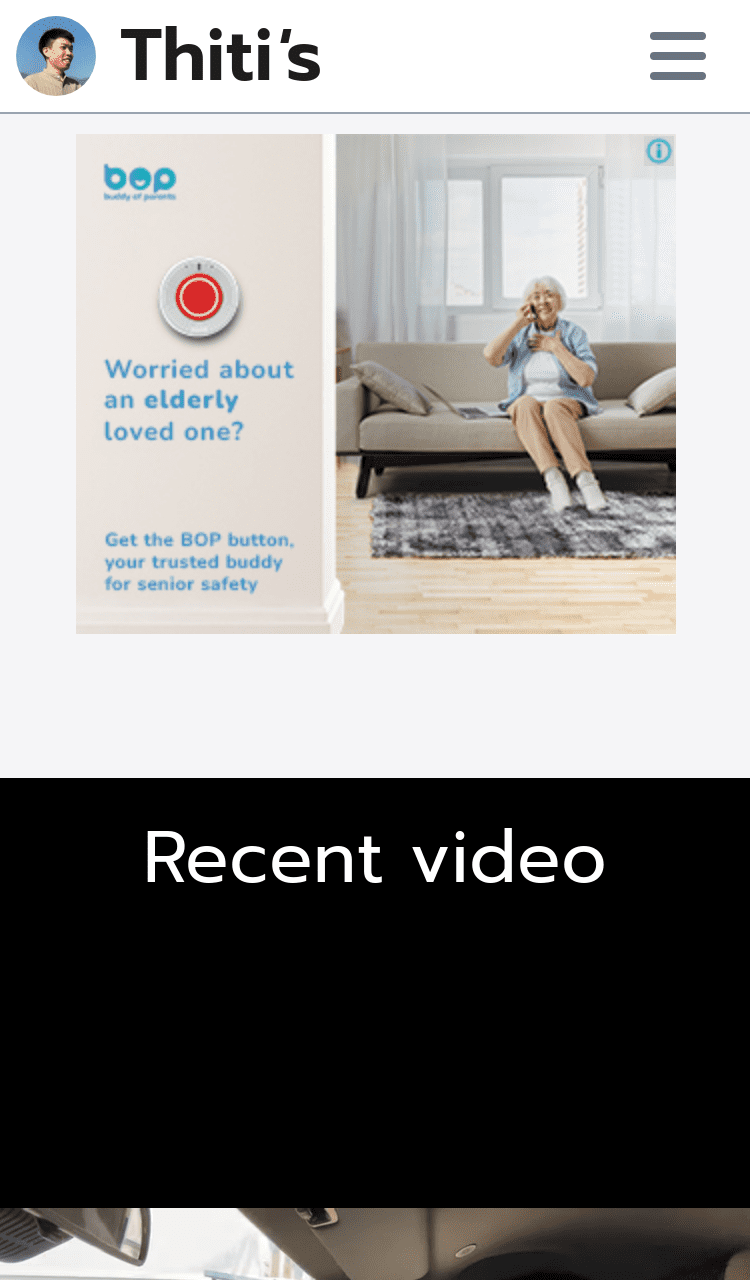 Thiti's
bop
buddy of parents
Worried about
an elderly
loved one?
Get the BOP button,
your trusted buddy
for senior safety
Recent video